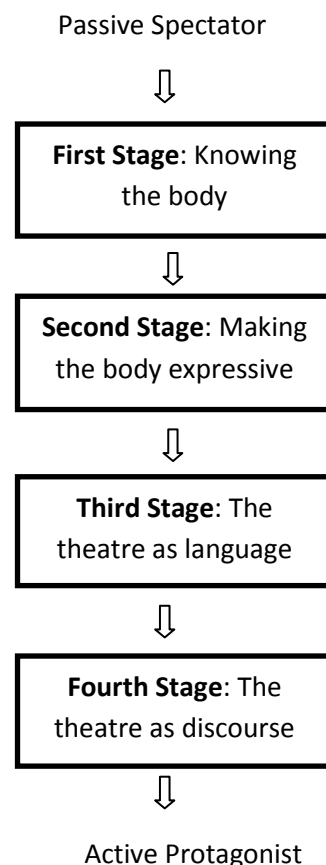 Passive Spectator
First Stage: Knowing
the body
Second Stage: Making
the body expressive
Third Stage: The
theatre as language
Fourth Stage: The
theatre as discourse
Active Protagonist